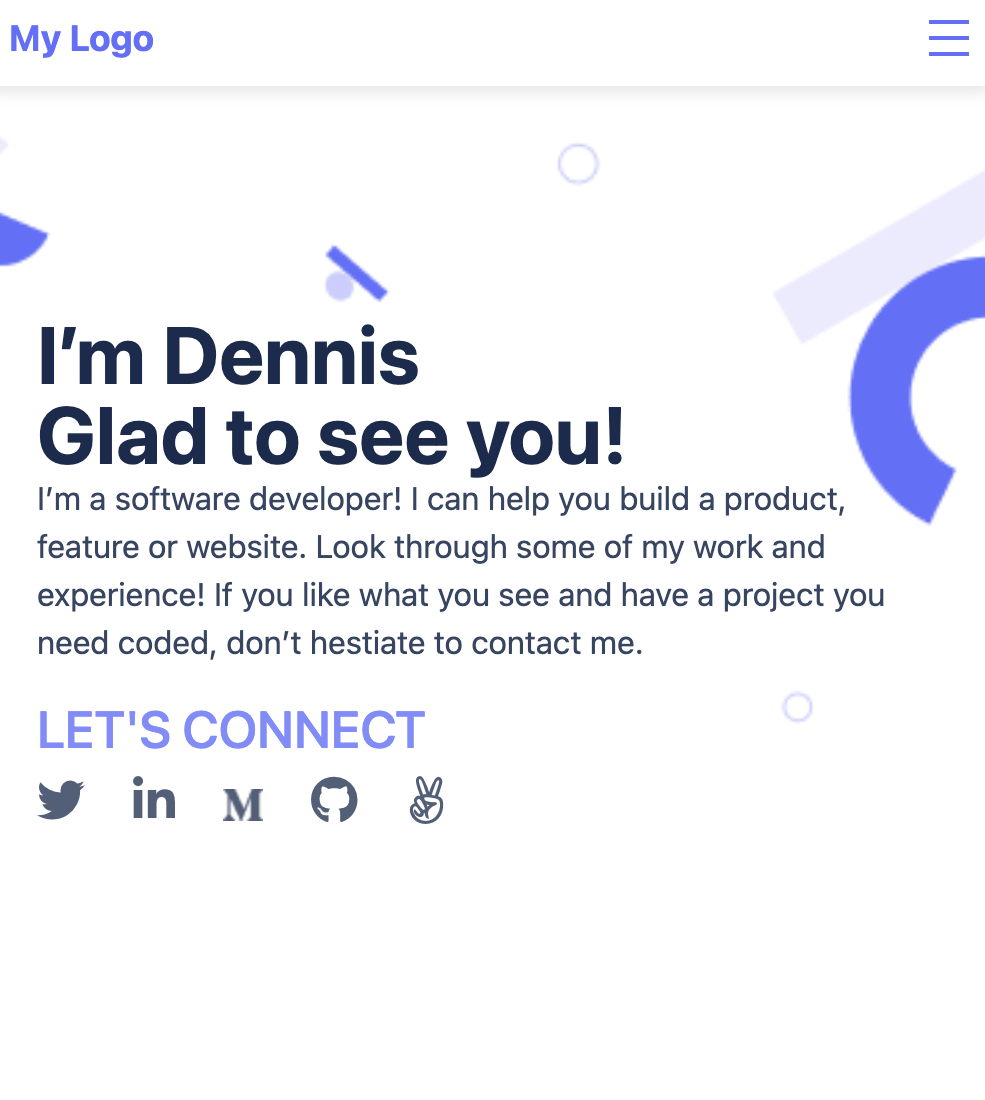 My Logo
I’m Dennis
Glad to see you!
I’m a software developer! I can help you build a product,
feature or website. Look through some of my work and
experience! If you like what you see and have a project you
need coded, don’t hestiate to contact me.
LET'S CONNECT
in
M